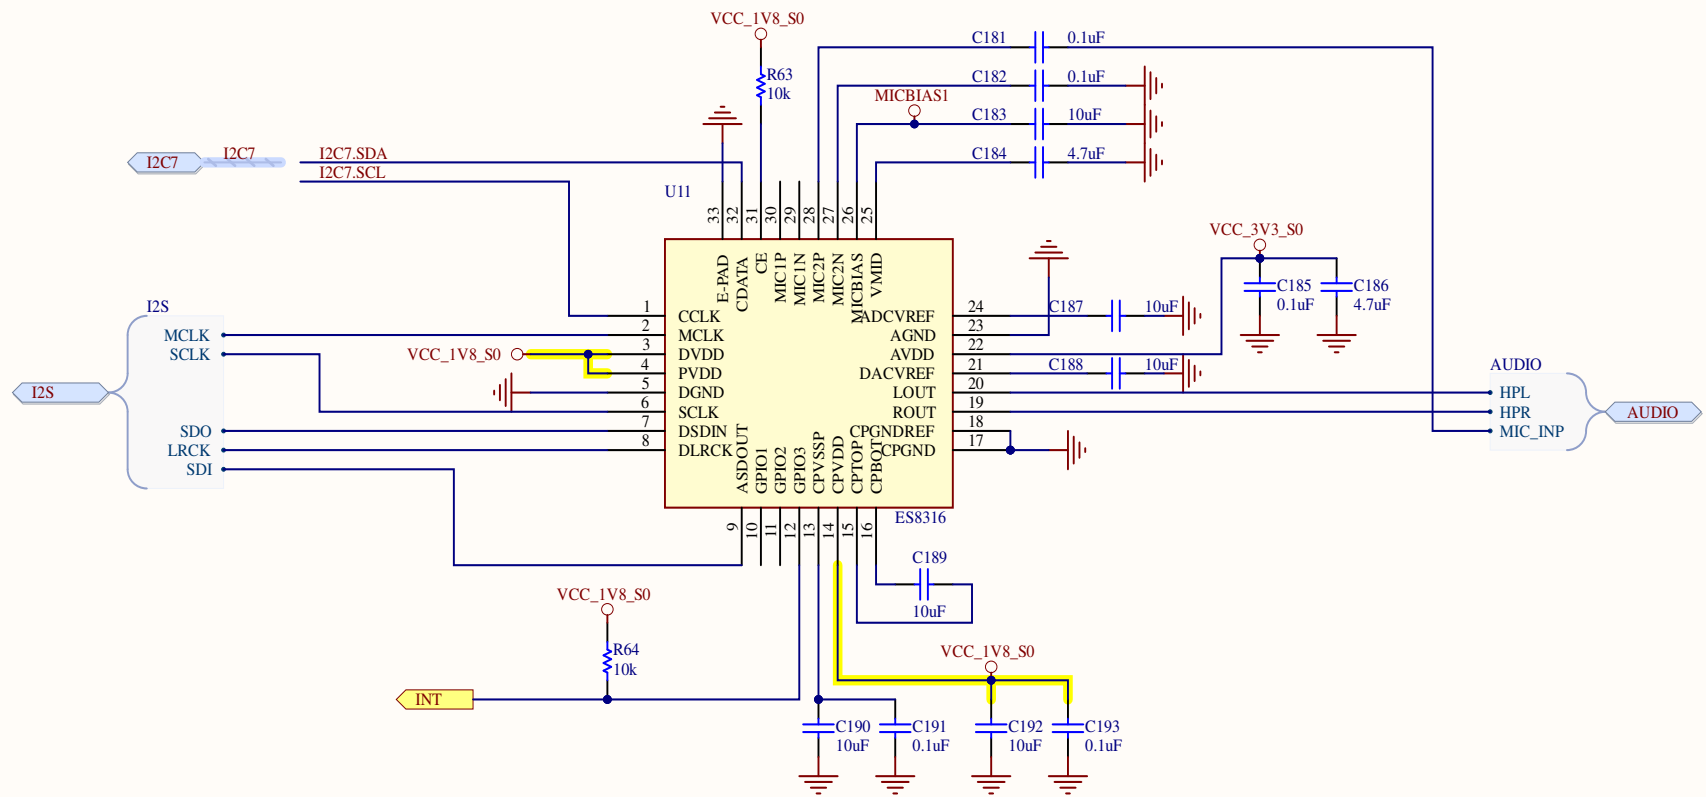 VCC_1V8_S0
R63
10k
C181 0.1uF
C182 0.1uF
MICBIAS1
C183 10uF
C184 4.7uF
I2C7 I2C7 I2C7.SDA
I2C7.SCL
U11
33 32 31 30 29 28 27 26 25
E-PAD CDATA CE MIC1P MIC1N MIC2P MIC2N MICBIAS VMID
VCC_3V3_S0
C185
0.1uF
C186
4.7uF
I2S
MCLK
SCLK
SDO
LRCK
SDI
I2S
VCC_1V8_S0
1 CCLK
2 MCLK
3 DVDD
4 PVDD
5 DGND
6 SCLK
7 DSDIN
8 DLRCK
ADCVREF 24
AGND 23
AVDD 22
DACVREF 21
LOUT 20
ROUT 19
CPGNDREF 18
CPGND 17
C187 10uF
C188 10uF
AUDIO
HPL
HPR
MIC_INP
AUDIO
ASDOUT GPIO1 GPIO2 GPIO3 CPVSSP CPVDD CPTOP CPBOT
9 10 11 12 13 14 15 16
ES8316
C189
10uF
VCC_1V8_S0
R64
10k
INT
VCC_1V8_S0
C190
10uF
C191
0.1uF
C192
10uF
C193
0.1uF